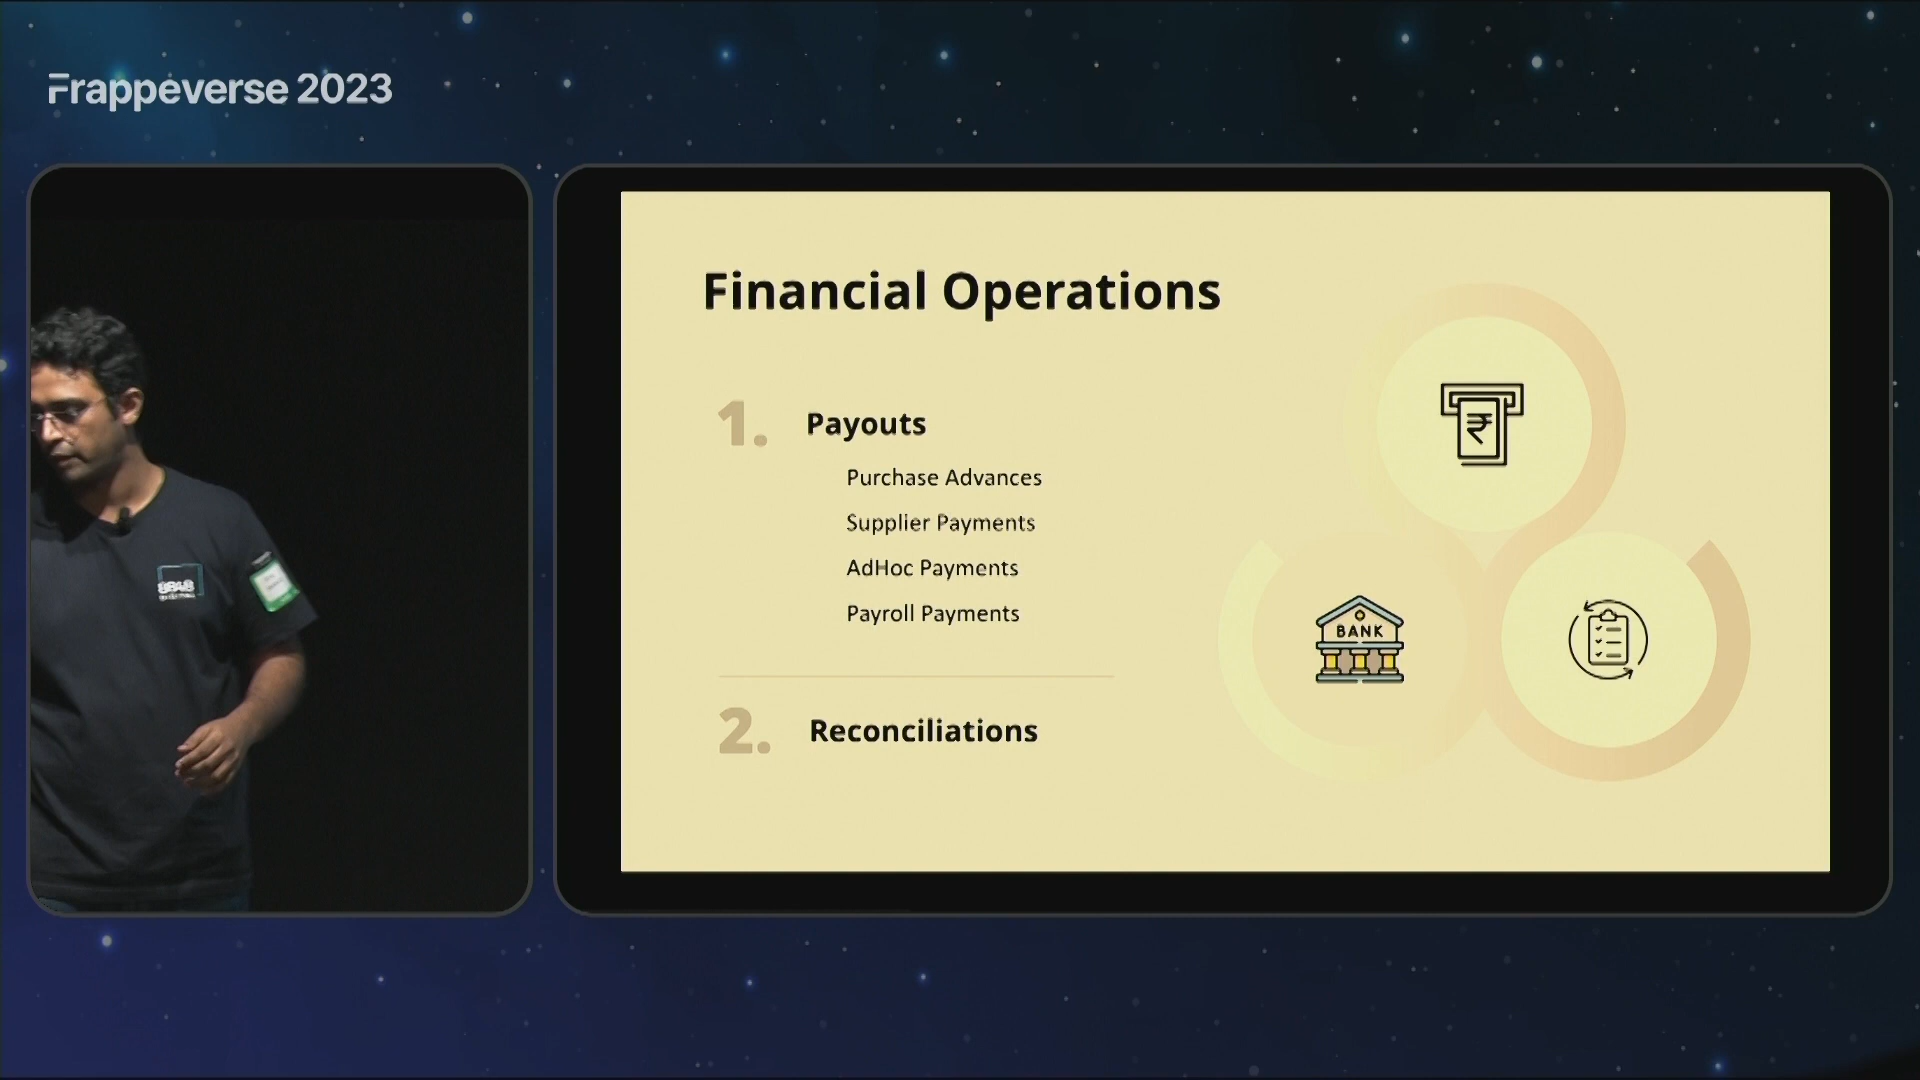 Frappeverse 2023
Financial Operations
1. Payouts
Purchase Advances
Supplier Payments
AdHoc Payments
Payroll Payments
2. Reconciliations
₹
BANK